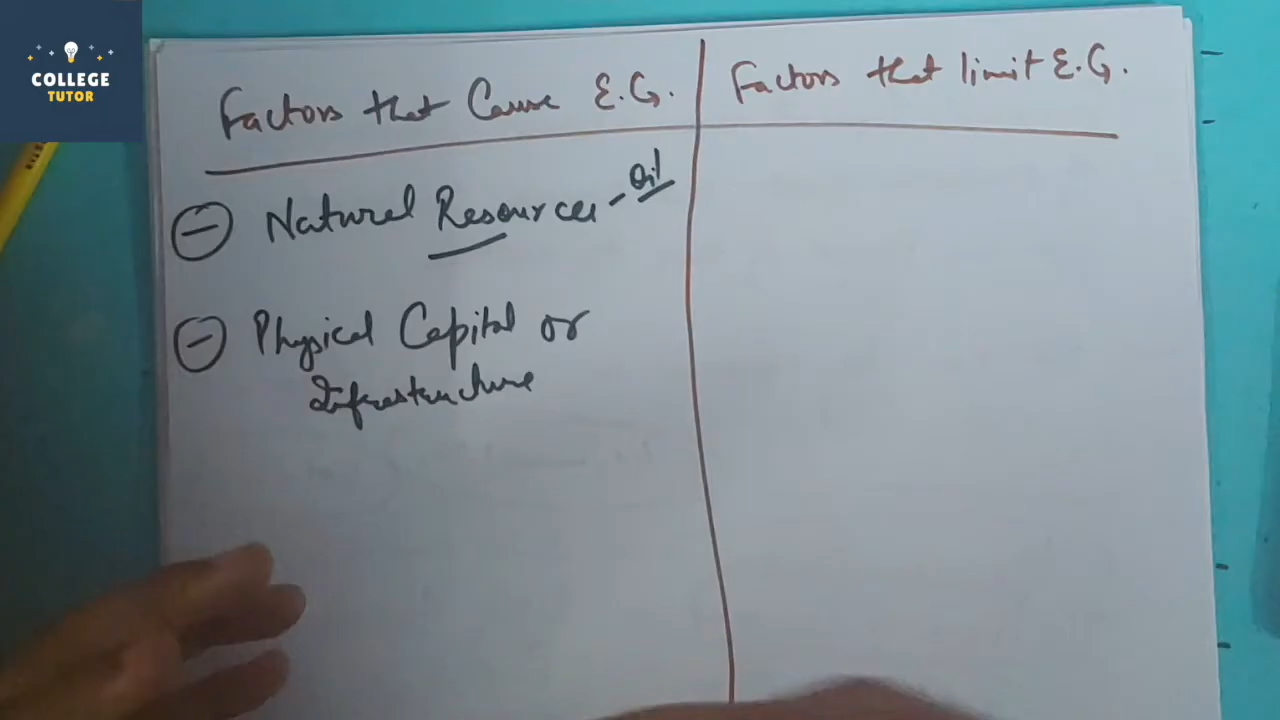 COLLEGE
TUTOR
Factors that Cause E.G.
Factors that limit E.G.
Natural Resources - Oil
Physical Capital or
Infrastructure